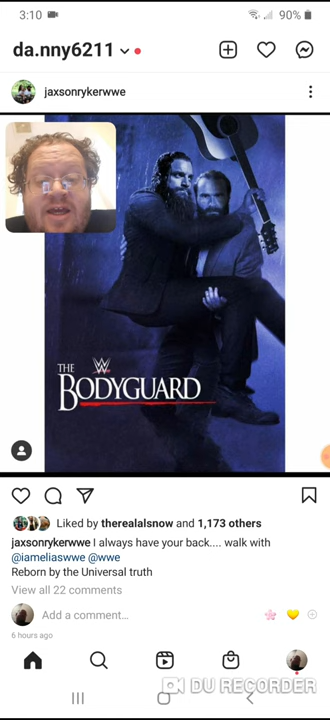 3:10
90%
da.nny6211
jaxsonrykerwwe
THE
BODYGUARD
Liked by therealalsnow and 1,173 others
jaxsonrykerwwe I always have your back.... walk with
@iameliaswwe @wwe
Reborn by the Universal truth
View all 22 comments
Add a comment...
6 hours ago
DU RECORDER